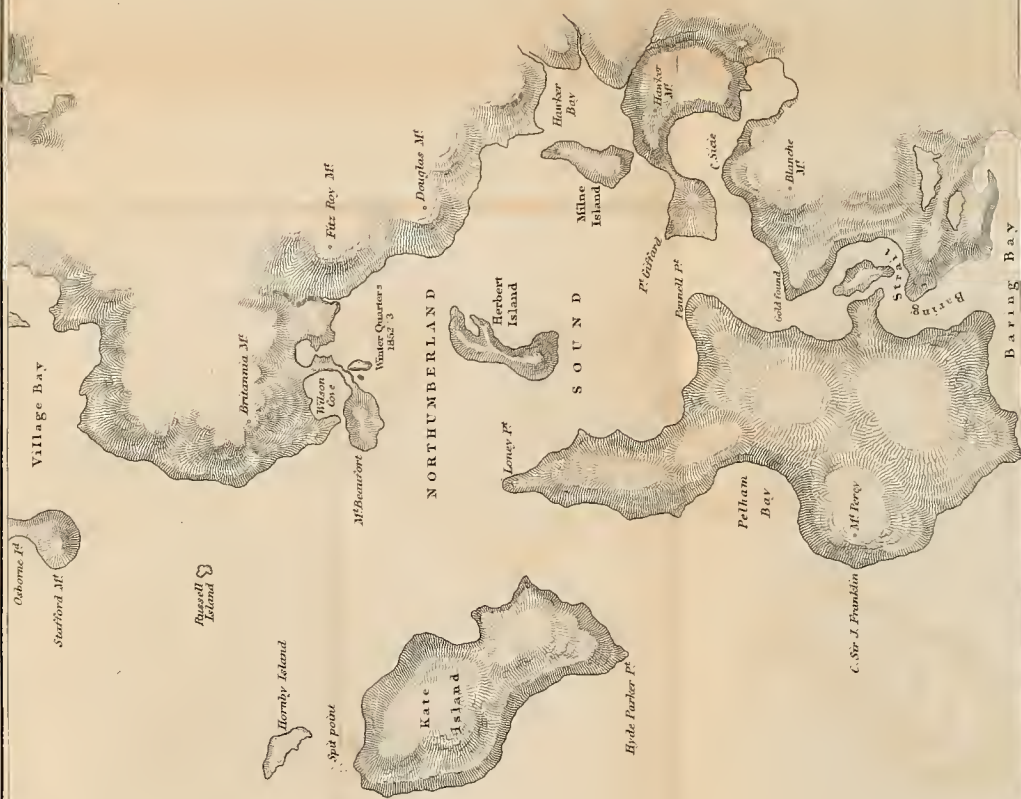 Village Bay
Osborne Id
Stafford Mt
Russell
Island
Hornby Island
Spit point
Kate
Island
Hyde Parker Pt
Britannia Mt
Fitz Roy Mt
Douglas Mt
Wilson
Cove
Winter Quarters
1852 3
Mt Beaufort
NORTHUMBERLAND
SOUND
Herbert
Island
Hawker
Bay
Milne
Island
Hawker
Mt
C. Sicie
Blanche
Mt
Pt Gifford
Pennell Pt
Gold found
Loney Pt
Pelham
Bay
Mt Percy
C. Sir J. Franklin
Baring
Strait
Baring Bay